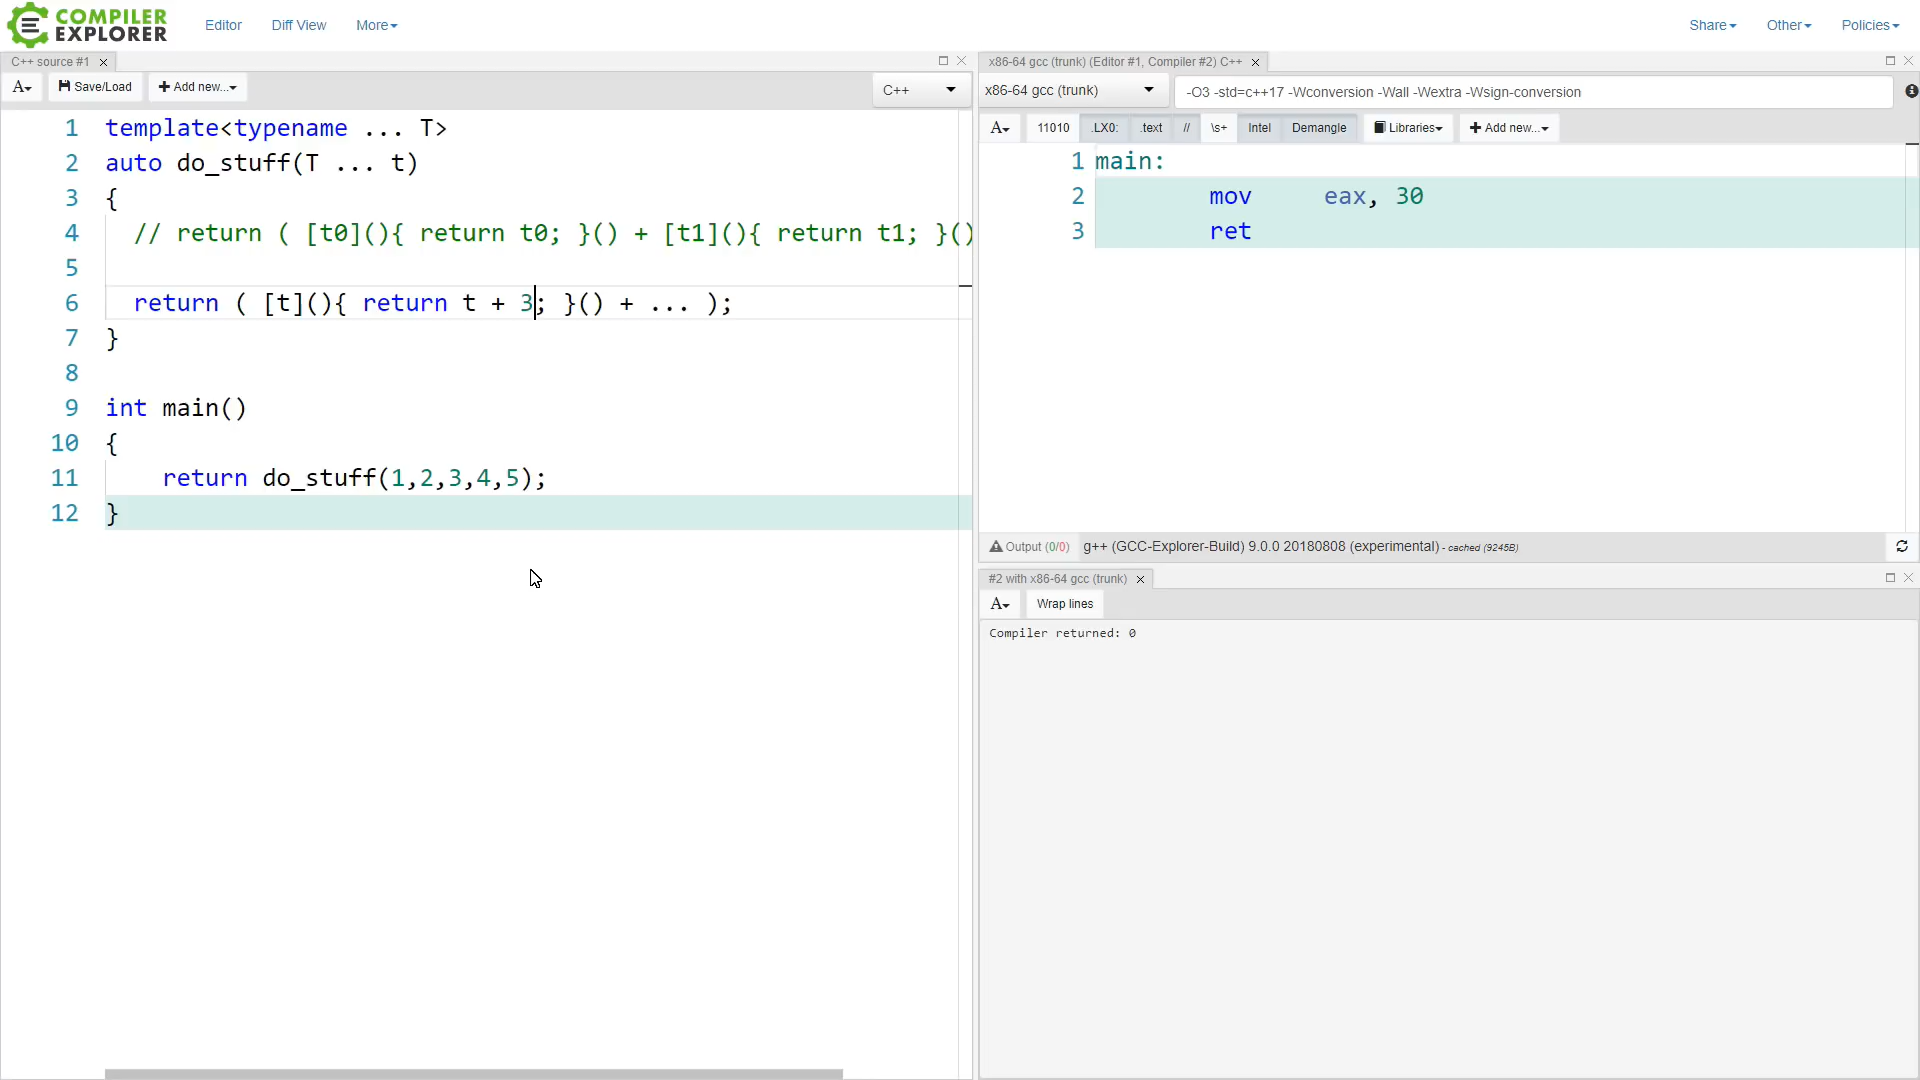 COMPILER
EXPLORER
Editor
Diff View
More
Share
Other
Policies
C++ source #1
A
Save/Load
+ Add new...
C++
1 template<typename ... T>
2 auto do_stuff(T ... t)
3 {
4 // return ( [t0](){ return t0; }() + [t1](){ return t1; }()
5
6 return ( [t](){ return t + 3; }() + ... );
7 }
8
9 int main()
10 {
11 return do_stuff(1,2,3,4,5);
12 }
x86-64 gcc (trunk) (Editor #1, Compiler #2) C++
x86-64 gcc (trunk)
-O3 -std=c++17 -Wconversion -Wall -Wextra -Wsign-conversion
A
11010
.LX0:
.text
//
\s+
Intel
Demangle
Libraries
+ Add new...
1 main:
2 mov eax, 30
3 ret
Output (0/0) g++ (GCC-Explorer-Build) 9.0.0 20180808 (experimental) - cached (9245B)
#2 with x86-64 gcc (trunk)
A
Wrap lines
Compiler returned: 0